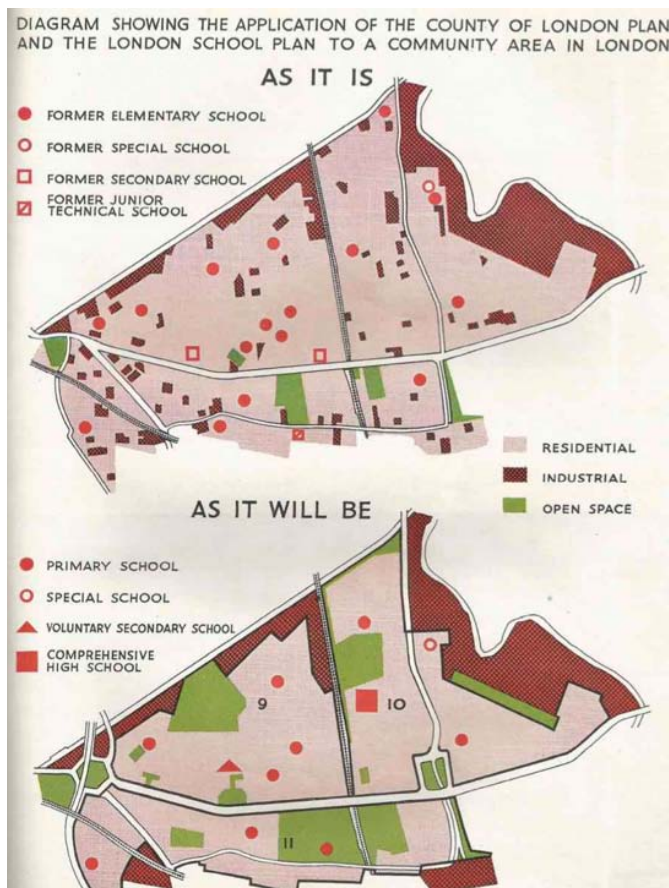 DIAGRAM SHOWING THE APPLICATION OF THE COUNTY OF LONDON PLAN
AND THE LONDON SCHOOL PLAN TO A COMMUNITY AREA IN LONDON
AS IT IS
FORMER ELEMENTARY SCHOOL
FORMER SPECIAL SCHOOL
FORMER SECONDARY SCHOOL
FORMER JUNIOR
TECHNICAL SCHOOL
RESIDENTIAL
INDUSTRIAL
OPEN SPACE
AS IT WILL BE
PRIMARY SCHOOL
SPECIAL SCHOOL
VOLUNTARY SECONDARY SCHOOL
COMPREHENSIVE
HIGH SCHOOL
9
10
11